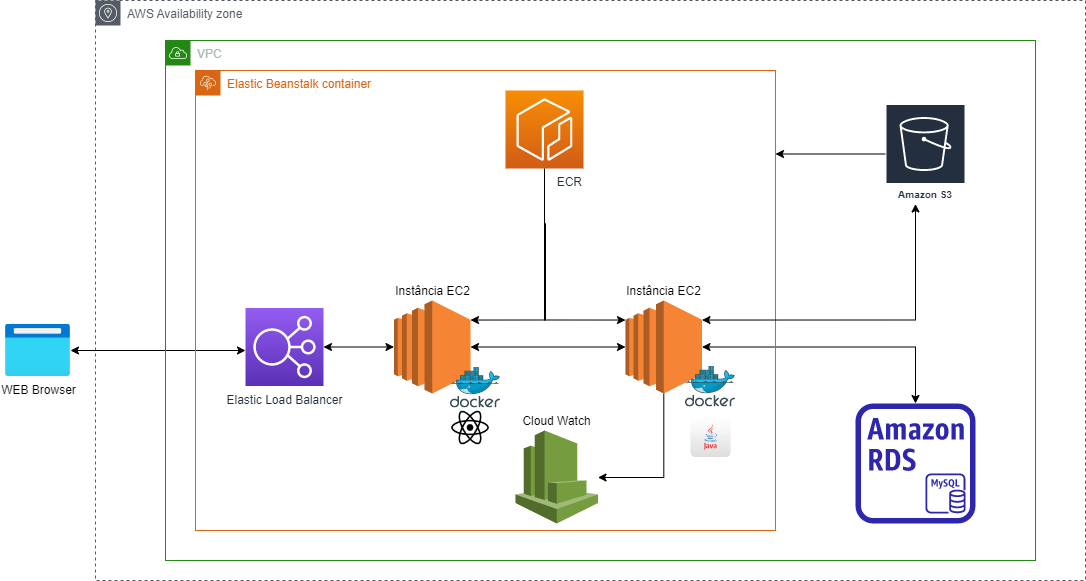 AWS Availability zone
VPC
Elastic Beanstalk container
ECR
Amazon S3
Instância EC2
Instância EC2
WEB Browser
Elastic Load Balancer
docker
docker
Cloud Watch
Java
Amazon
RDS
MySQL